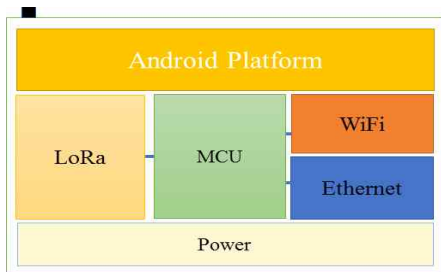 Android Platform
LoRa
MCU
WiFi
Ethernet
Power